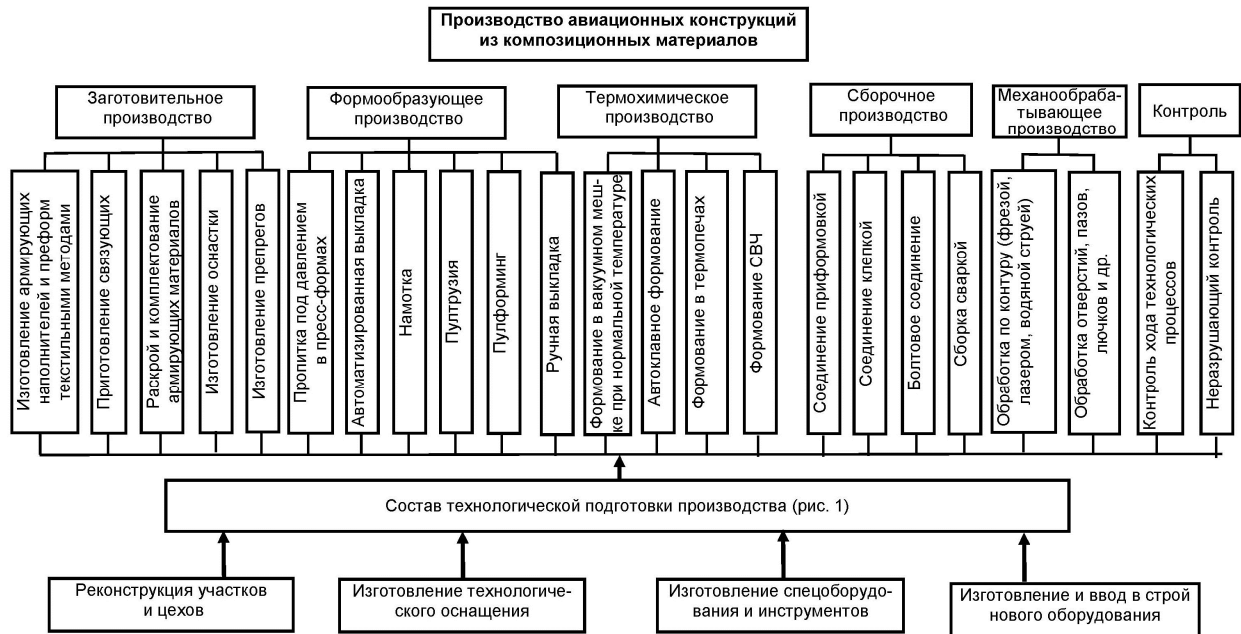 Производство авиационных конструкций
из композиционных материалов
Заготовительное
производство
Формообразующее
производство
Термохимическое
производство
Сборочное
производство
Механообраба-
тывающее
производство
Контроль
Изготовление армирующих
наполнителей и преформ
текстильными методами
Приготовление связующих
Раскрой и комплектование
армирующих материалов
Изготовление оснастки
Изготовление препрегов
Пропитка под давлением
в пресс-формах
Автоматизированная выкладка
Намотка
Пултрузия
Пулформинг
Ручная выкладка
Формование в вакуумном меш-
ке при нормальной температуре
Автоклавное формование
Формование в термопечах
Формование СВЧ
Соединение приформовкой
Соединение клепкой
Болтовое соединение
Сборка сваркой
Обработка по контуру (фрезой,
лазером, водяной струей)
Обработка отверстий, пазов,
лючков и др.
Контроль хода технологических
процессов
Неразрушающий контроль
Состав технологической подготовки производства (рис. 1)
Реконструкция участков
и цехов
Изготовление технологиче-
ского оснащения
Изготовление спецоборудо-
вания и инструментов
Изготовление и ввод в строй
нового оборудования